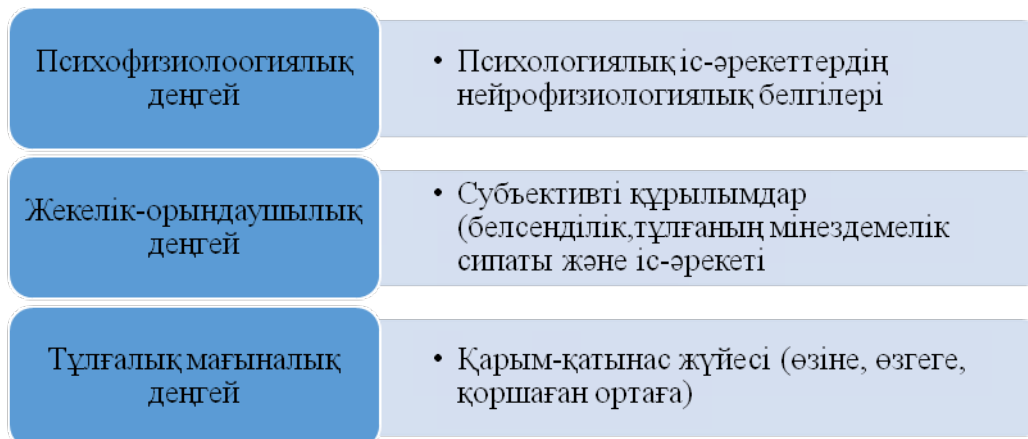 Психофизиолоогиялық
деңгей
• Психологиялық іс-әрекеттердің
нейрофизиологиялық белгілері
Жекелік-орындаушылық
деңгей
• Субъективті құрылымдар
(белсенділік,тұлғаның мінездемелік
сипаты және іс-әрекеті
Тұлғалық мағыналық
деңгей
• Қарым-қатынас жүйесі (өзіне, өзгеге,
қоршаған ортаға)